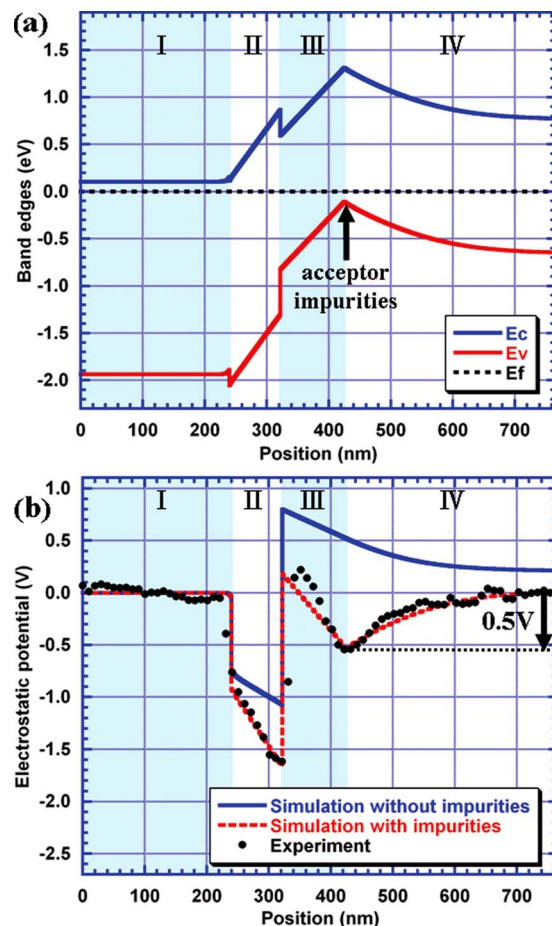 (a)
I II III IV
1.5
1.0
0.5
0.0
-0.5
-1.0
-1.5
-2.0
Band edges (eV)
acceptor
impurities
Ec
Ev
Ef
0 100 200 300 400 500 600 700
Position (nm)
(b)
I II III IV
1.0
0.5
0.0
-0.5
-1.0
-1.5
-2.0
-2.5
Electrostatic potential (V)
0.5V
Simulation without impurities
Simulation with impurities
Experiment
0 100 200 300 400 500 600 700
Position (nm)